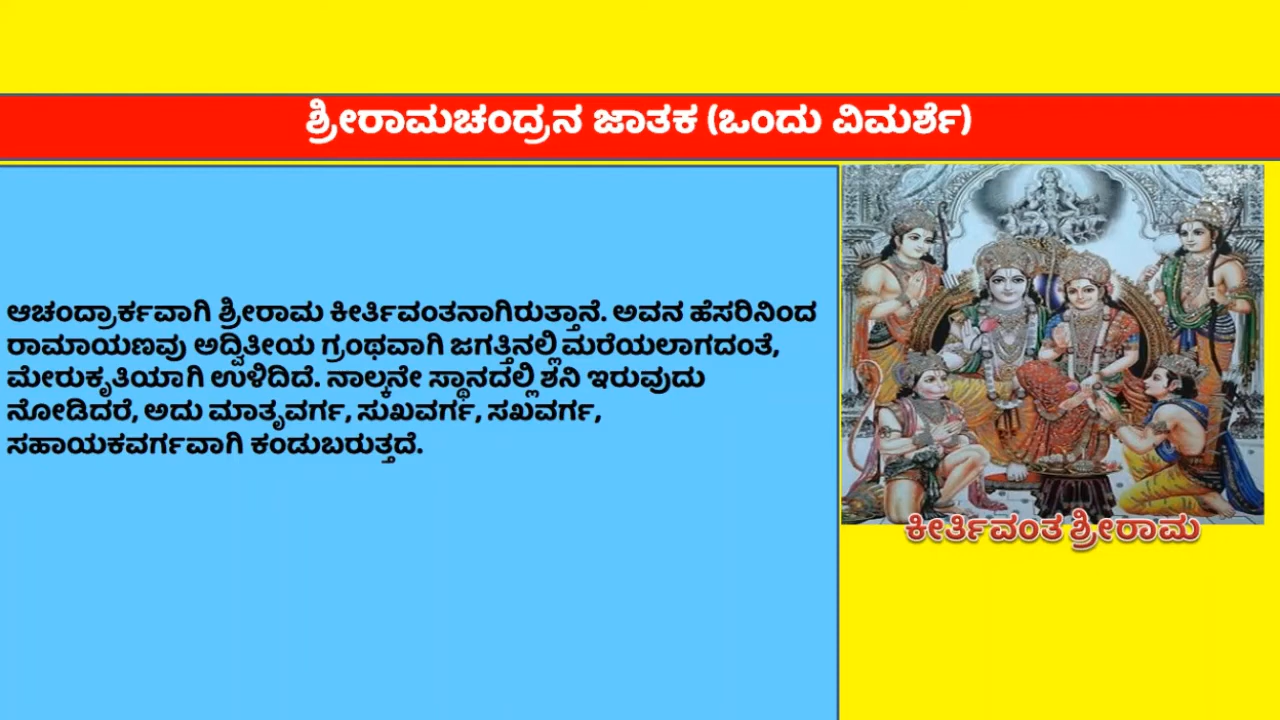 ಶ್ರೀರಾಮಚಂದ್ರನ ಜಾತಕ (ಒಂದು ವಿಮರ್ಶೆ)
ಆಚಂದ್ರಾರ್ಕವಾಗಿ ಶ್ರೀರಾಮ ಕೀರ್ತಿವಂತನಾಗಿರುತ್ತಾನೆ. ಅವನ ಹೆಸರಿನಿಂದ
ರಾಮಾಯಣವು ಅದ್ವಿತೀಯ ಗ್ರಂಥವಾಗಿ ಜಗತ್ತಿನಲ್ಲಿ ಮರೆಯಲಾಗದಂತೆ,
ಮೇರುಕೃತಿಯಾಗಿ ಉಳಿದಿದೆ. ನಾಲ್ಕನೇ ಸ್ಥಾನದಲ್ಲಿ ಶನಿ ಇರುವುದು
ನೋಡಿದರೆ, ಅದು ಮಾತೃವರ್ಗ, ಸುಖವರ್ಗ, ಸಖವರ್ಗ,
ಸಹಾಯಕವರ್ಗವಾಗಿ ಕಂಡುಬರುತ್ತದೆ.
ಕೀರ್ತಿವಂತ ಶ್ರೀರಾಮ